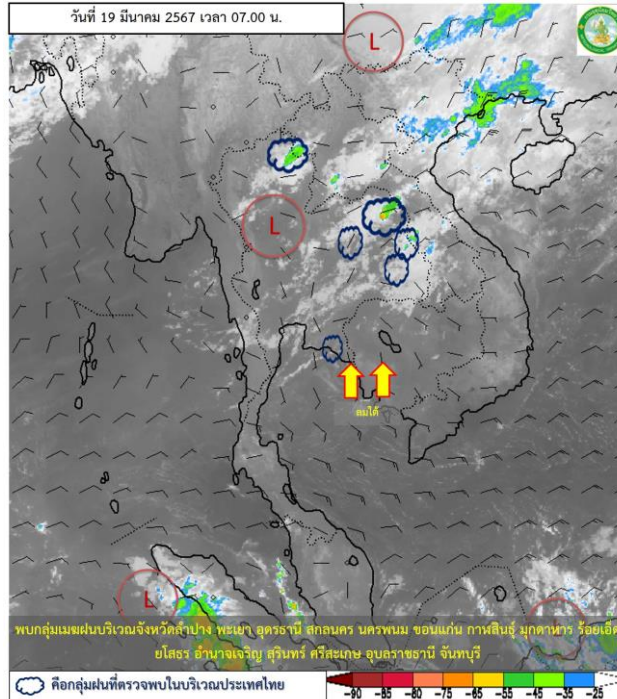 วันที่ 19 มีนาคม 2567 เวลา 07.00 น.
L
L
ลมใต้
L
L
พบกลุ่มเมฆฝนบริเวณจังหวัดลำปาง พะเยา อุดรธานี สกลนคร นครพนม ขอนแก่น กาฬสินธุ์ มุกดาหาร ร้อยเอ็ด
ยโสธร อำนาจเจริญ สุรินทร์ ศรีสะเกษ อุบลราชธานี จันทบุรี
คือกลุ่มฝนที่ตรวจพบในบริเวณประเทศไทย
-90 -85 -75 -65 -55 -45 -35 -25